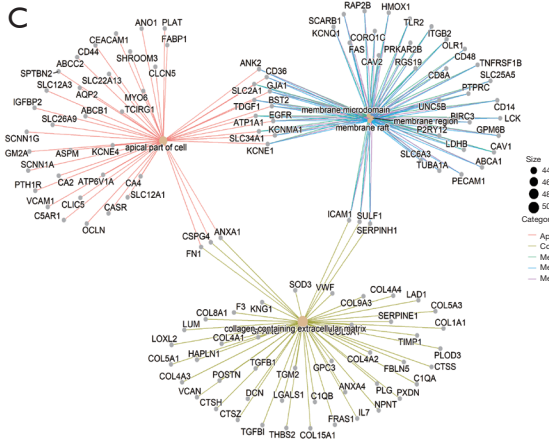 C
RAP2B
HMOX1
SCARB1
TLR2
ANO1
PLAT
KCNQ1
CORO1C
ITGB2
CEACAM1
FABP1
FAS
PRKAR2B
OLR1
CD44
SHROOM3
CAV2
RGS19
CD48
ABCC2
ANK2
CD36
TNFRSF1B
SPTBN2
SLC22A13
CLCN5
CD8A
SLC25A5
SLC12A3
AQP2
MYO6
SLC2A1
GJA1
PTPRC
IGFBP2
ABCB1
TCIRG1
TDGF1
BST2
membrane microdomain
UNC5B
CD14
SLC26A9
ATP1A1
EGFR
membrane region
BIRC3
LCK
SCNN1G
SLC34A1
KCNMA1
membrane raft
P2RY12
GPM6B
GM2A
ASPM
KCNE4
apical part of cell
KCNE1
LDHB
CAV1
SCNN1A
SLC6A3
TUBA1A
ABCA1
Size
44
46
48
50
PTH1R
CA2
ATP6V1A
CA4
SLC12A1
PECAM1
VCAM1
CLIC5
CASR
C5AR1
OCLN
ICAM1
SULF1
SERPINH1
Categor
Ap
Co
Me
Me
Me
CSPG4
ANXA1
FN1
SOD3
VWF
COL4A4
LAD1
COL8A1
F3
KNG1
COL9A3
SERPINE1
COL5A3
LUM
collagen-containing extracellular matrix
COL1A1
LOXL2
COL4A1
TIMP1
COL5A1
HAPLN1
TGFB1
COL4A2
PLOD3
COL4A3
POSTN
TGM2
GPC3
FBLN5
CTSS
VCAN
DCN
LGALS1
ANXA4
PLG
C1QA
CTSH
C1QB
PXDN
CTSZ
IL7
NPNT
TGFBI
FRAS1
THBS2
COL15A1